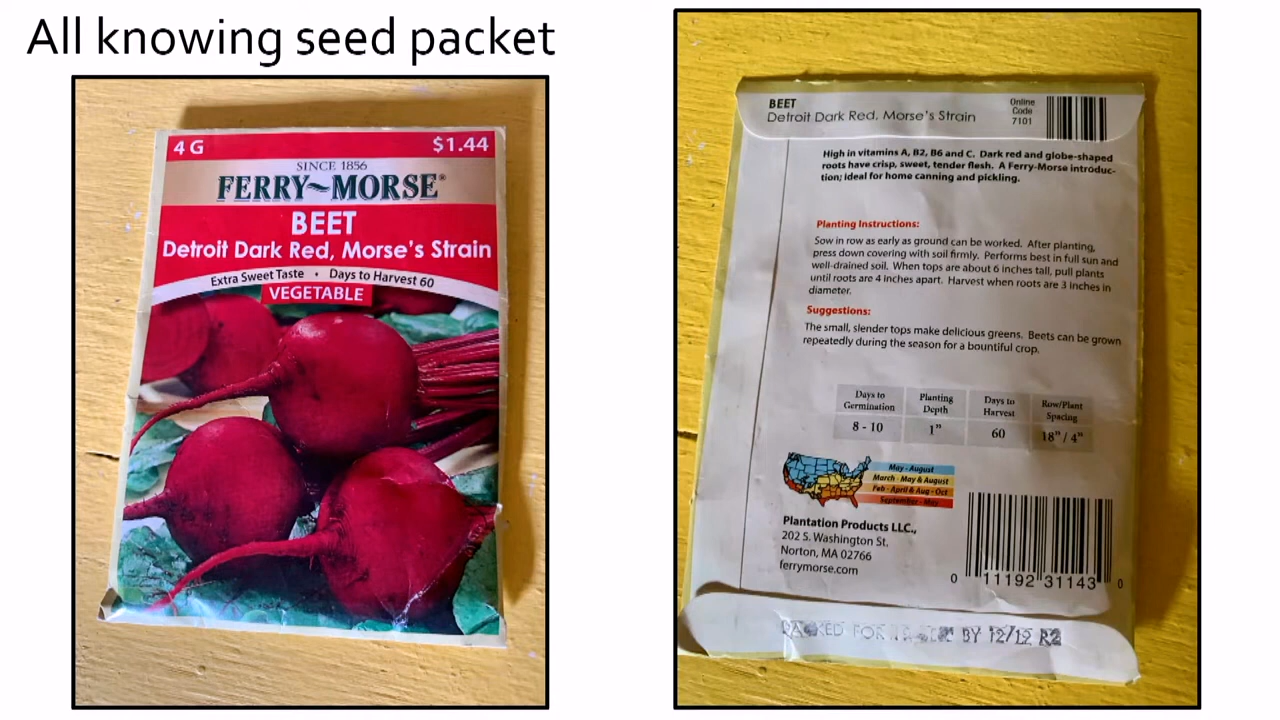 All knowing seed packet
4 G
$1.44
SINCE 1856
FERRY~MORSE®
BEET
Detroit Dark Red, Morse's Strain
Extra Sweet Taste • Days to Harvest 60
VEGETABLE
BEET
Detroit Dark Red, Morse's Strain
Online
Code
7101
High in vitamins A, B2, B6 and C. Dark red and globe-shaped
roots have crisp, sweet, tender flesh. A Ferry-Morse introduc-
tion; ideal for home canning and pickling.
Planting Instructions:
Sow in row as early as ground can be worked. After planting,
press down covering with soil firmly. Performs best in full sun and
well-drained soil. When tops are about 6 inches tall, pull plants
until roots are 4 inches apart. Harvest when roots are 3 inches in
diameter.
Suggestions:
The small, slender tops make delicious greens. Beets can be grown
repeatedly during the season for a bountiful crop.
Days to
Germination
Planting
Depth
Days to
Harvest
Row/Plant
Spacing
8 - 10
1"
60
18" / 4"
May - August
March - May & August
Feb - April & Aug - Oct
September - May
Plantation Products LLC.,
202 S. Washington St.
Norton, MA 02766
ferrymorse.com
0 11192 31143 0
PACKED FOR BY 12/12 R2